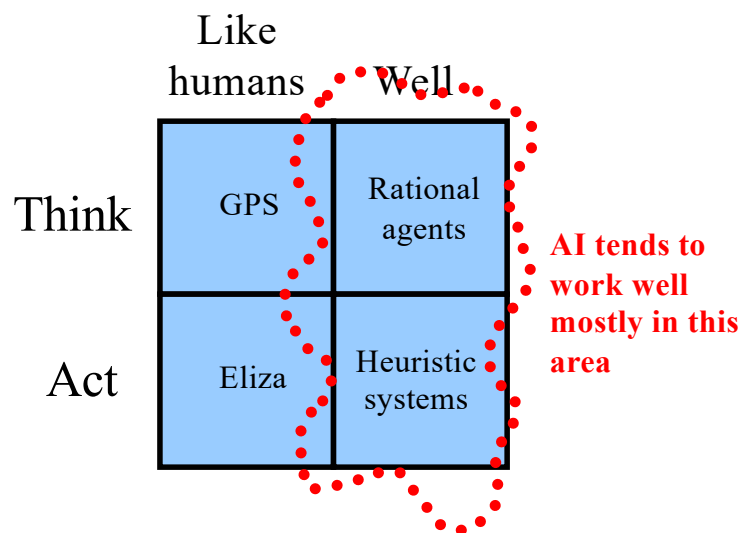 Like
humans
Well
Think
GPS
Rational
agents
AI tends to
work well
mostly in this
area
Act
Eliza
Heuristic
systems